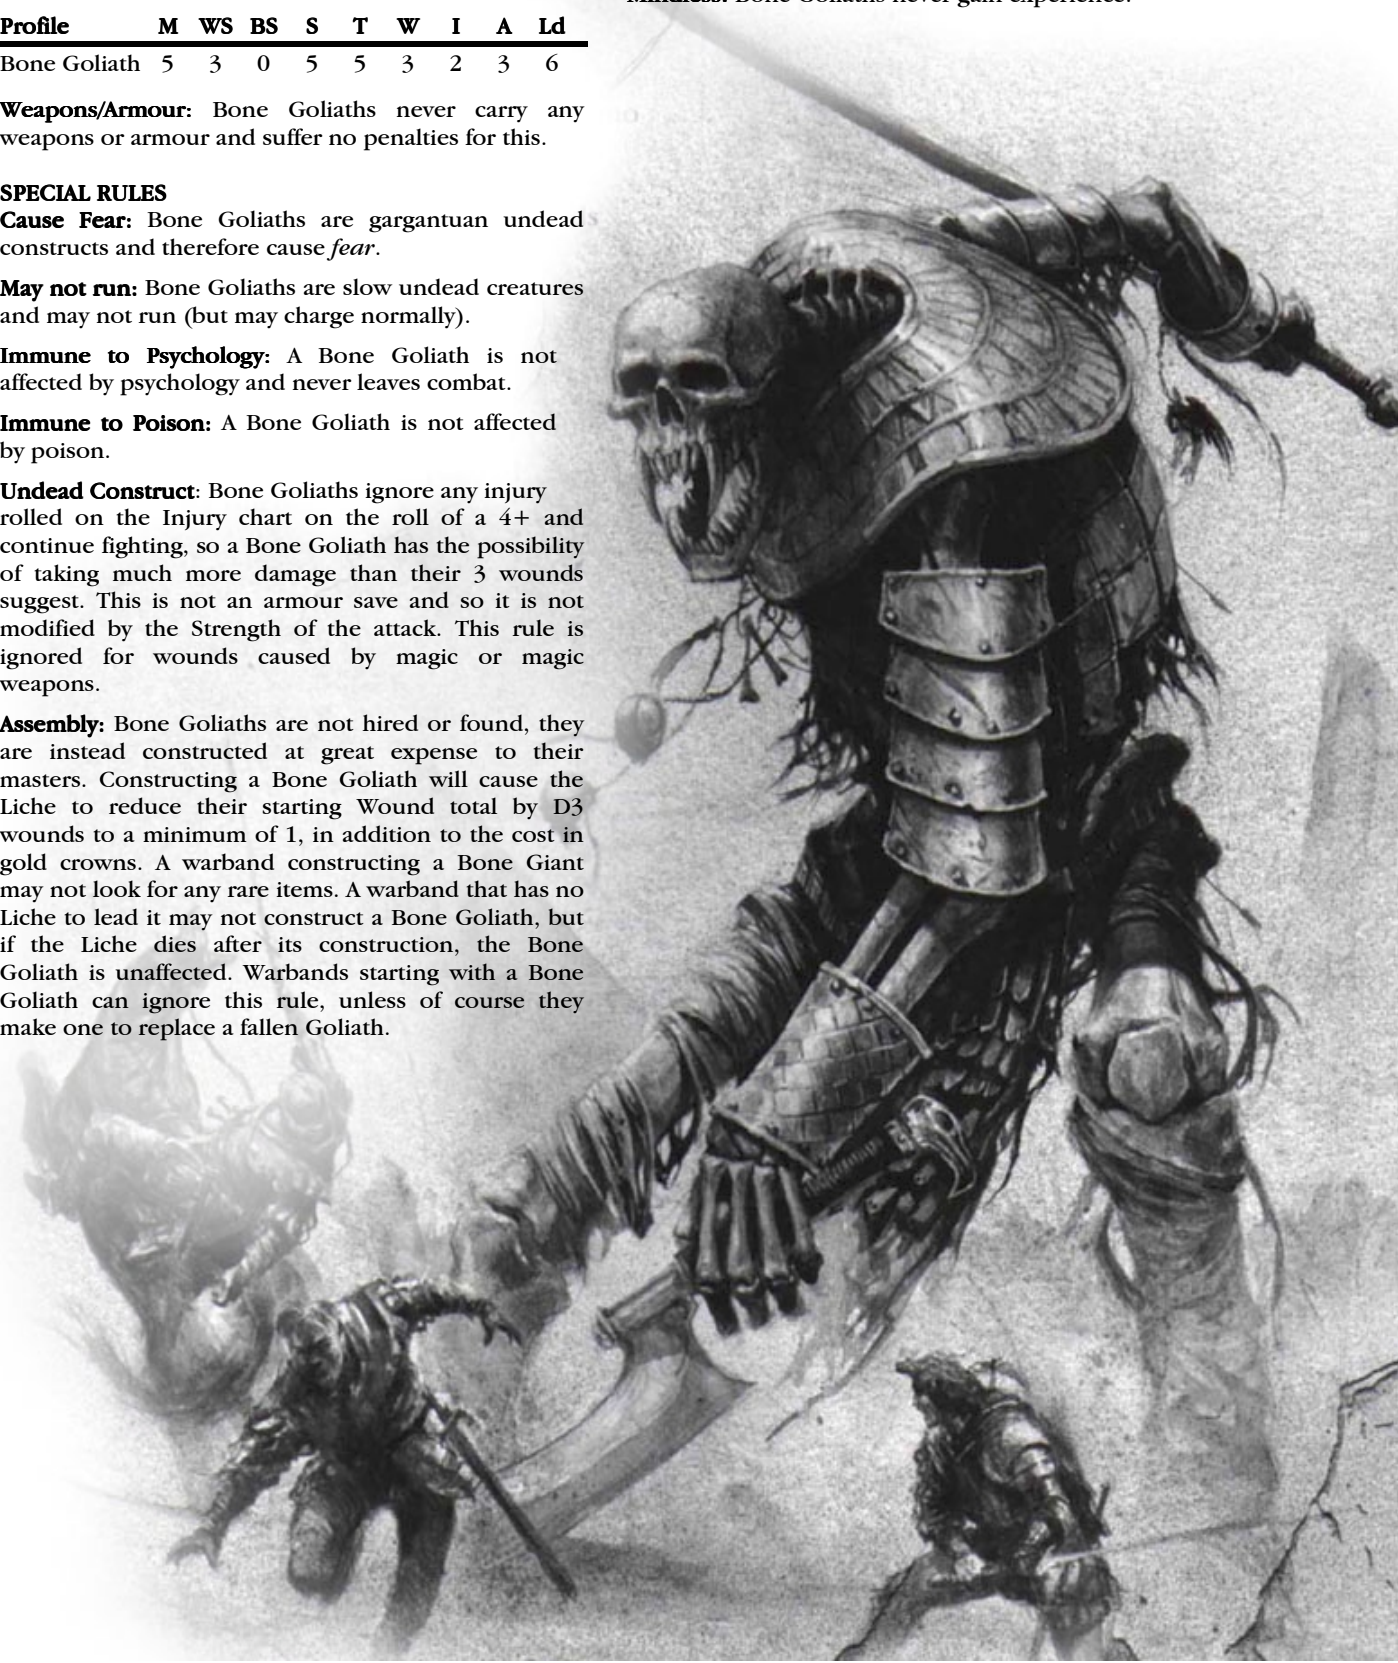 Mindless: Bone Goliaths never gain experience.
Profile M WS BS S T W I A Ld
Bone Goliath 5 3 0 5 5 3 2 3 6
Weapons/Armour: Bone Goliaths never carry any
weapons or armour and suffer no penalties for this.
SPECIAL RULES
Cause Fear: Bone Goliaths are gargantuan undead
constructs and therefore cause fear.
May not run: Bone Goliaths are slow undead creatures
and may not run (but may charge normally).
Immune to Psychology: A Bone Goliath is not
affected by psychology and never leaves combat.
Immune to Poison: A Bone Goliath is not affected
by poison.
Undead Construct: Bone Goliaths ignore any injury
rolled on the Injury chart on the roll of a 4+ and
continue fighting, so a Bone Goliath has the possibility
of taking much more damage than their 3 wounds
suggest. This is not an armour save and so it is not
modified by the Strength of the attack. This rule is
ignored for wounds caused by magic or magic
weapons.
Assembly: Bone Goliaths are not hired or found, they
are instead constructed at great expense to their
masters. Constructing a Bone Goliath will cause the
Liche to reduce their starting Wound total by D3
wounds to a minimum of 1, in addition to the cost in
gold crowns. A warband constructing a Bone Giant
may not look for any rare items. A warband that has no
Liche to lead it may not construct a Bone Goliath, but
if the Liche dies after its construction, the Bone
Goliath is unaffected. Warbands starting with a Bone
Goliath can ignore this rule, unless of course they
make one to replace a fallen Goliath.